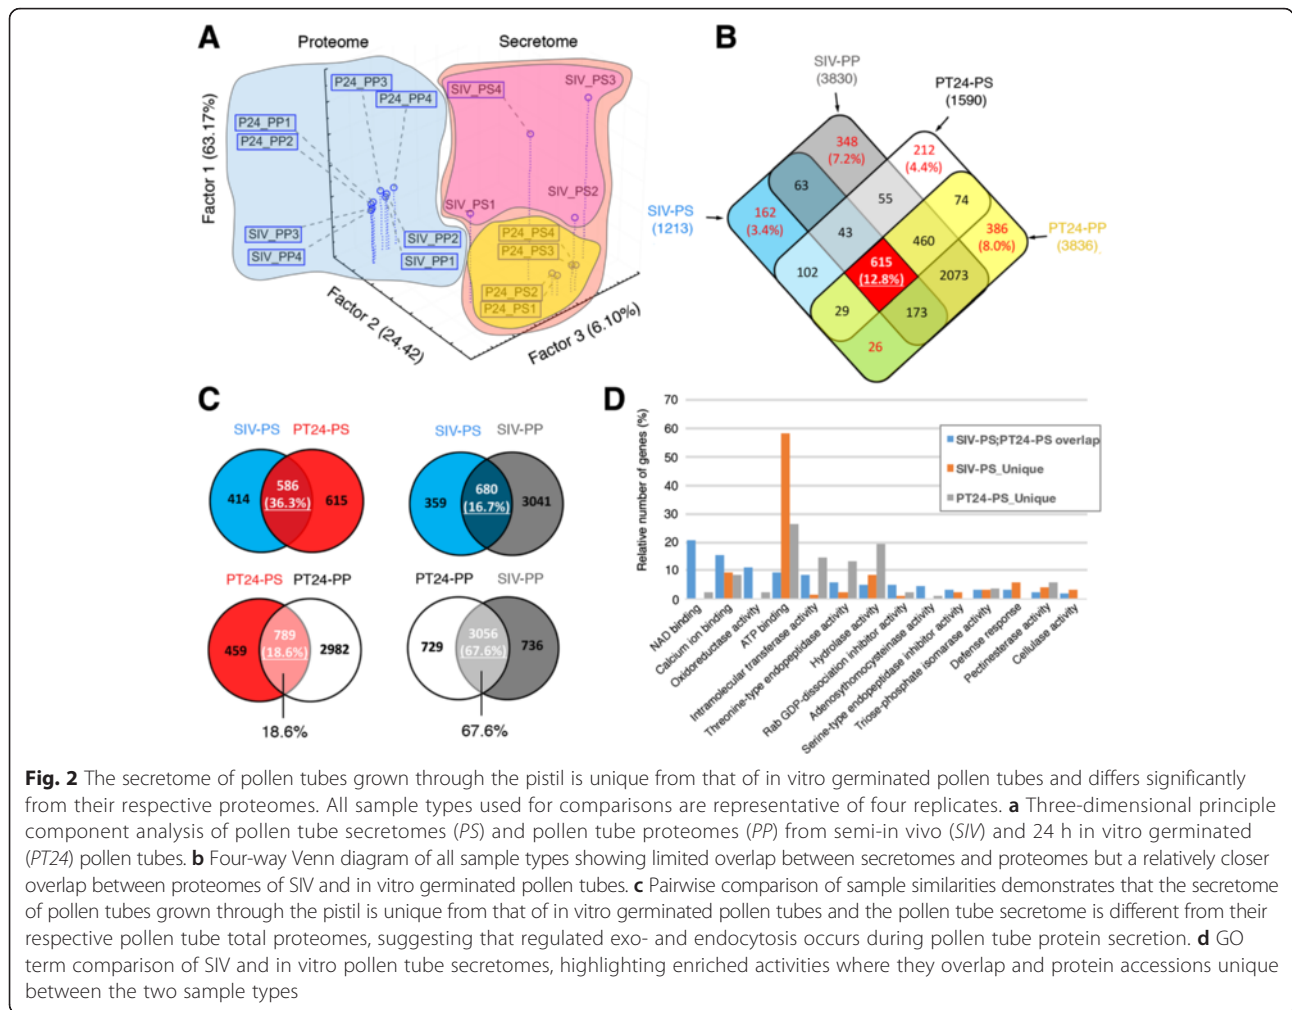 A
Proteome
Secretome
P24_PP3
P24_PP4
P24_PP1
P24_PP2
SIV_PP3
SIV_PP4
SIV_PP2
SIV_PP1
SIV_PS4
SIV_PS3
SIV_PS1
SIV_PS2
P24_PS4
P24_PS3
P24_PS2
P24_PS1
Factor 1 (63.17%)
Factor 2 (24.42)
Factor 3 (6.10%)
B
SIV-PP
(3830)
PT24-PS
(1590)
SIV-PS
(1213)
PT24-PP
(3836)
348
(7.2%)
212
(4.4%)
63
55
74
162
(3.4%)
386
(8.0%)
43
460
102
615
(12.8%)
2073
29
173
26
C
SIV-PS PT24-PS
414
586
(36.3%)
615
SIV-PS SIV-PP
359
680
(16.7%)
3041
PT24-PS PT24-PP
459
789
(18.6%)
2982
18.6%
PT24-PP SIV-PP
729
3056
(67.6%)
736
67.6%
D
Relative number of genes (%)
70
60
50
40
30
20
10
0
SIV-PS;PT24-PS overlap
SIV-PS_Unique
PT24-PS_Unique
NAD binding
Calcium ion binding
Oxidoreductase activity
ATP binding
Intramolecular transferase activity
Threonine-type endopeptidase activity
Hydrolase activity
Rab GDP-dissociation inhibitor activity
Adenosythomocysteinase activity
Serine-type endopeptidase inhibitor activity
Triose-phosphate isomerase activity
Defense response
Pectinesterase activity
Cellulase activity
Fig. 2 The secretome of pollen tubes grown through the pistil is unique from that of in vitro germinated pollen tubes and differs significantly
from their respective proteomes. All sample types used for comparisons are representative of four replicates. a Three-dimensional principle
component analysis of pollen tube secretomes (PS) and pollen tube proteomes (PP) from semi-in vivo (SIV) and 24 h in vitro germinated
(PT24) pollen tubes. b Four-way Venn diagram of all sample types showing limited overlap between secretomes and proteomes but a relatively closer
overlap between proteomes of SIV and in vitro germinated pollen tubes. c Pairwise comparison of sample similarities demonstrates that the secretome
of pollen tubes grown through the pistil is unique from that of in vitro germinated pollen tubes and the pollen tube secretome is different from their
respective pollen tube total proteomes, suggesting that regulated exo- and endocytosis occurs during pollen tube protein secretion. d GO
term comparison of SIV and in vitro pollen tube secretomes, highlighting enriched activities where they overlap and protein accessions unique
between the two sample types